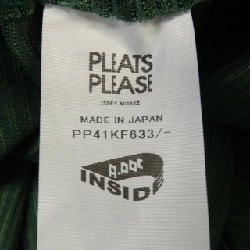 PLEATS
PLEASE
ISSEY MIYAKE
MADE IN JAPAN
PP41KF633/-
A-POC
INSIDE